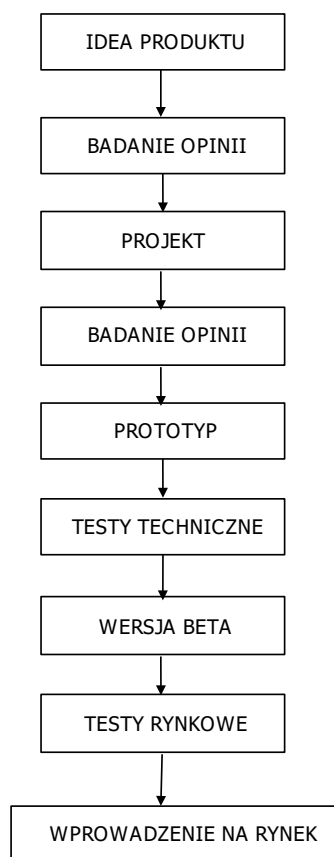 IDEA PRODUKTU
BADANIE OPINII
PROJEKT
BADANIE OPINII
PROTOTYP
TESTY TECHNICZNE
WERSJA BETA
TESTY RYNKOWE
WPROWADZENIE NA RYNEK